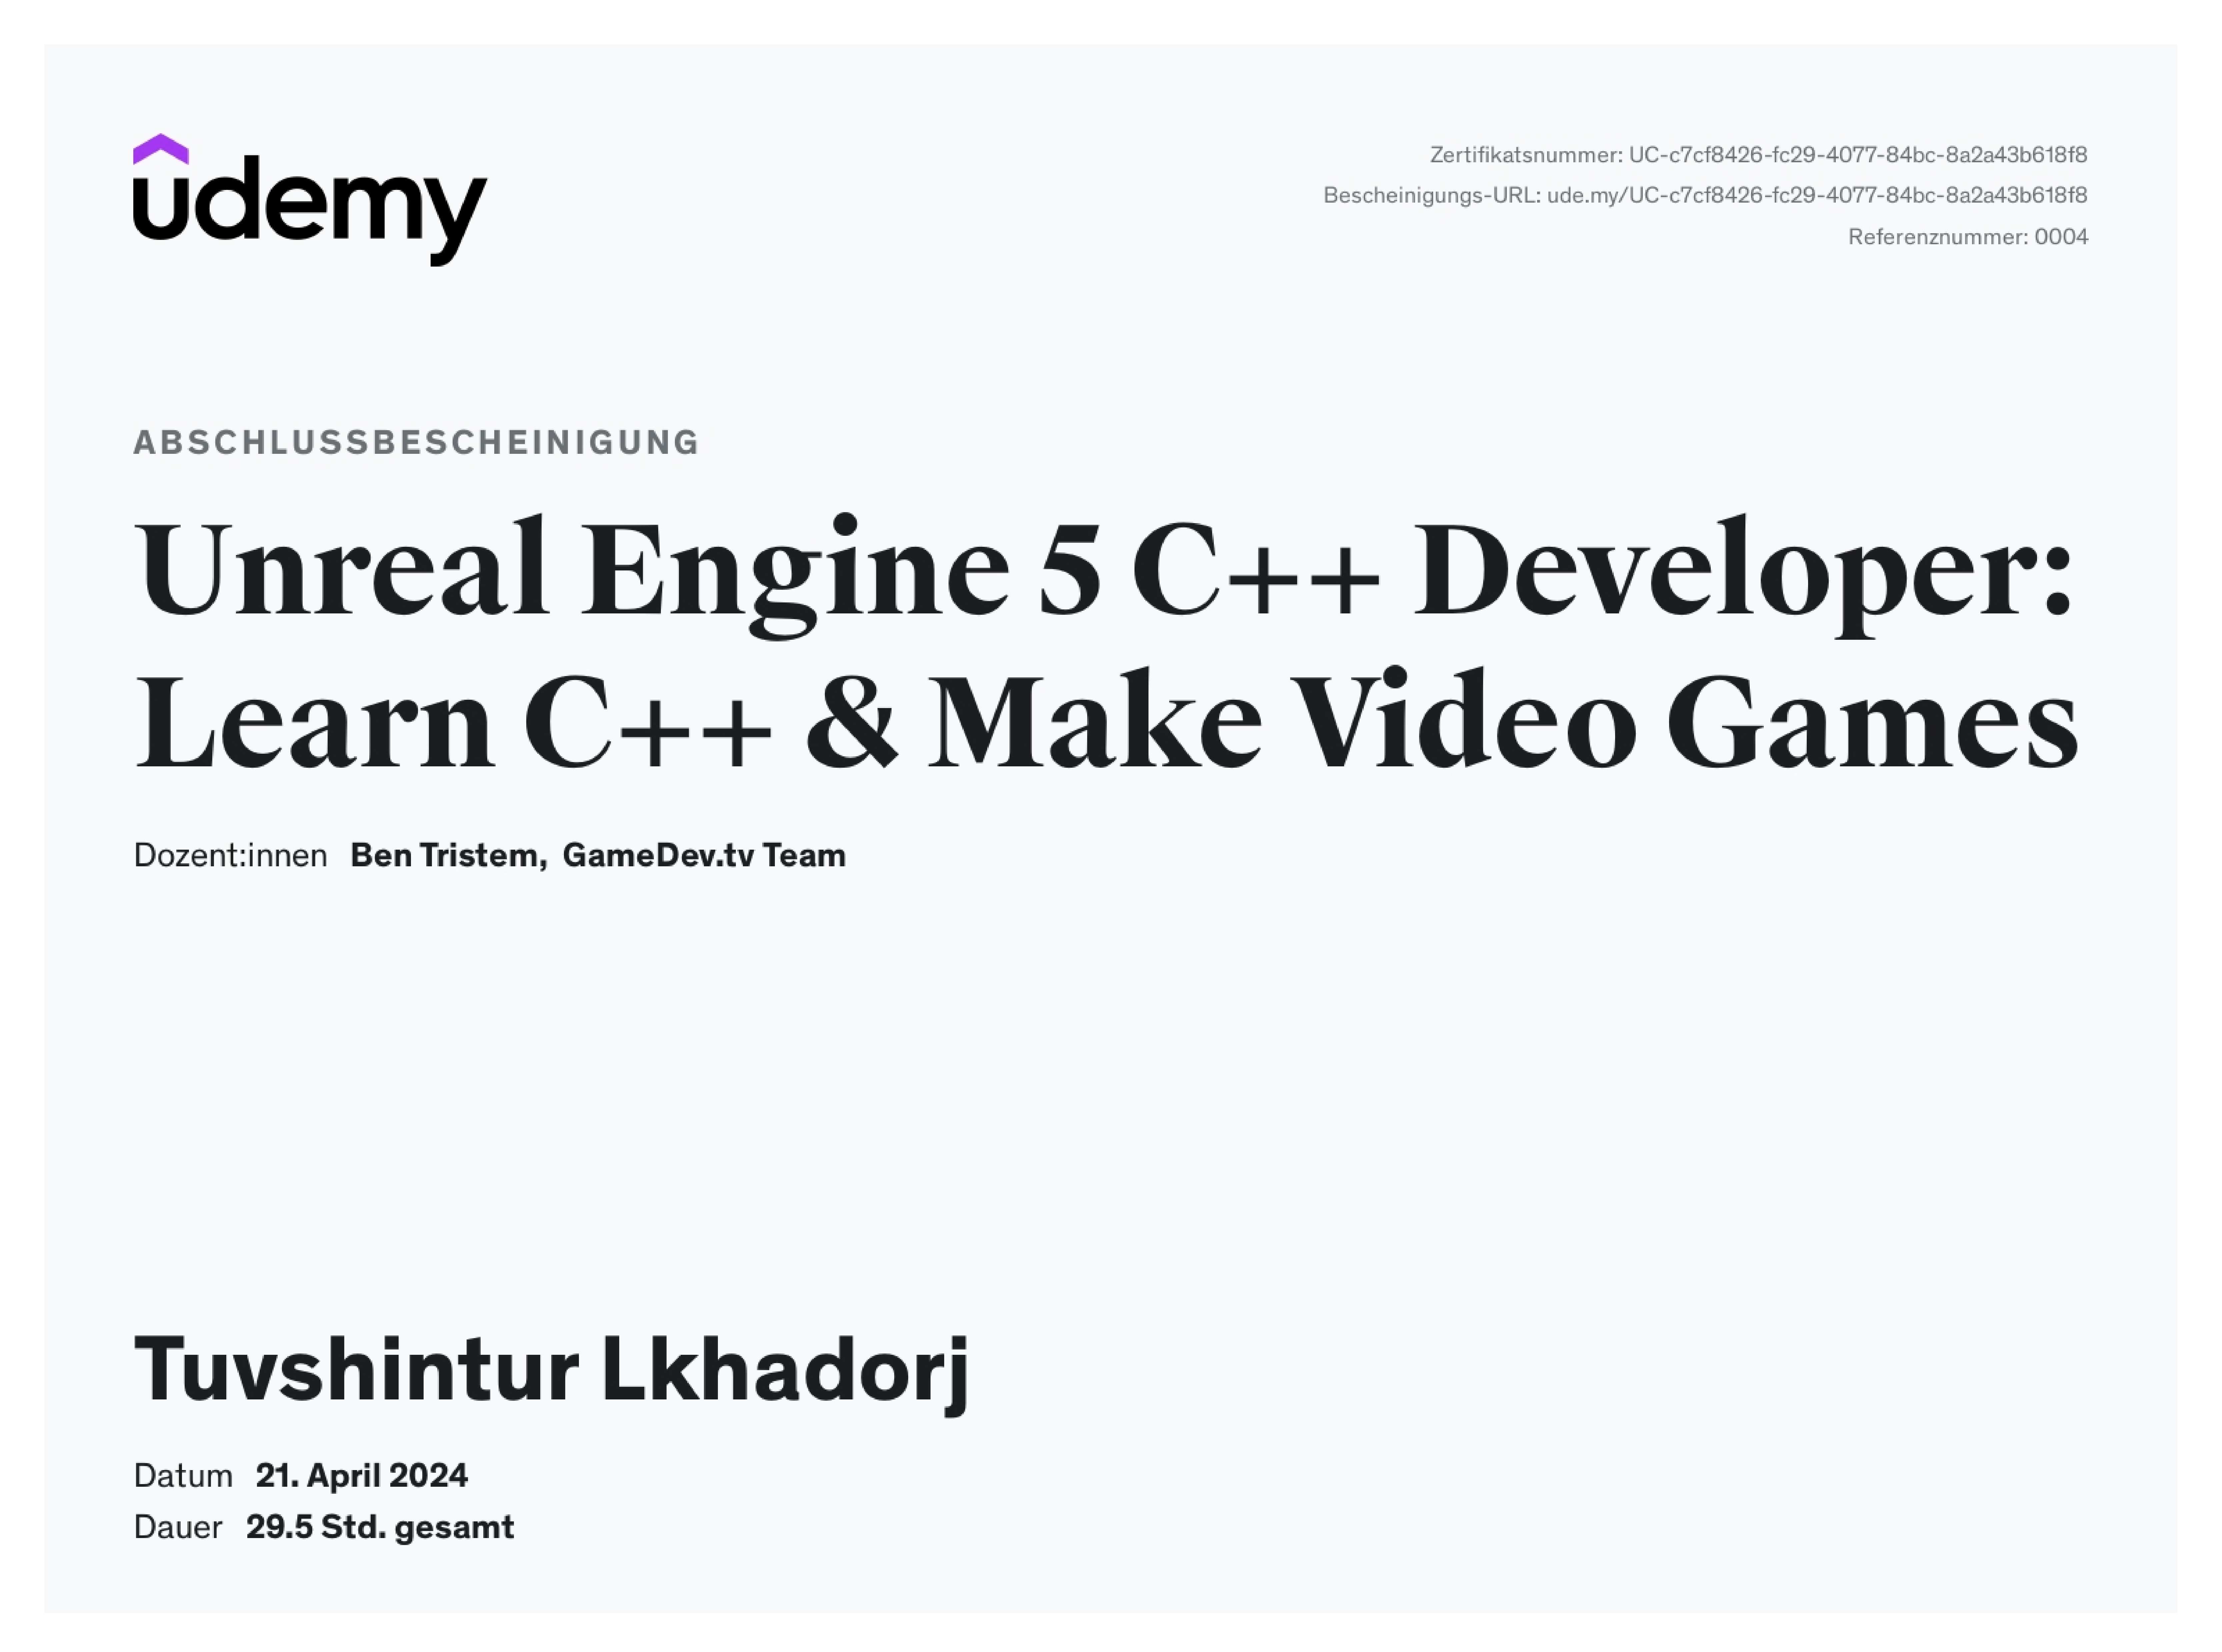 udemy
Zertifikatsnummer: UC-c7cf8426-fc29-4077-84bc-8a2a43b618f8
Bescheinigungs-URL: ude.my/UC-c7cf8426-fc29-4077-84bc-8a2a43b618f8
Referenznummer: 0004
ABSCHLUSSBESCHEINIGUNG
Unreal Engine 5 C++ Developer:
Learn C++ & Make Video Games
Dozent:innen Ben Tristem, GameDev.tv Team
Tuvshintur Lkhadorj
Datum 21. April 2024
Dauer 29.5 Std. gesamt